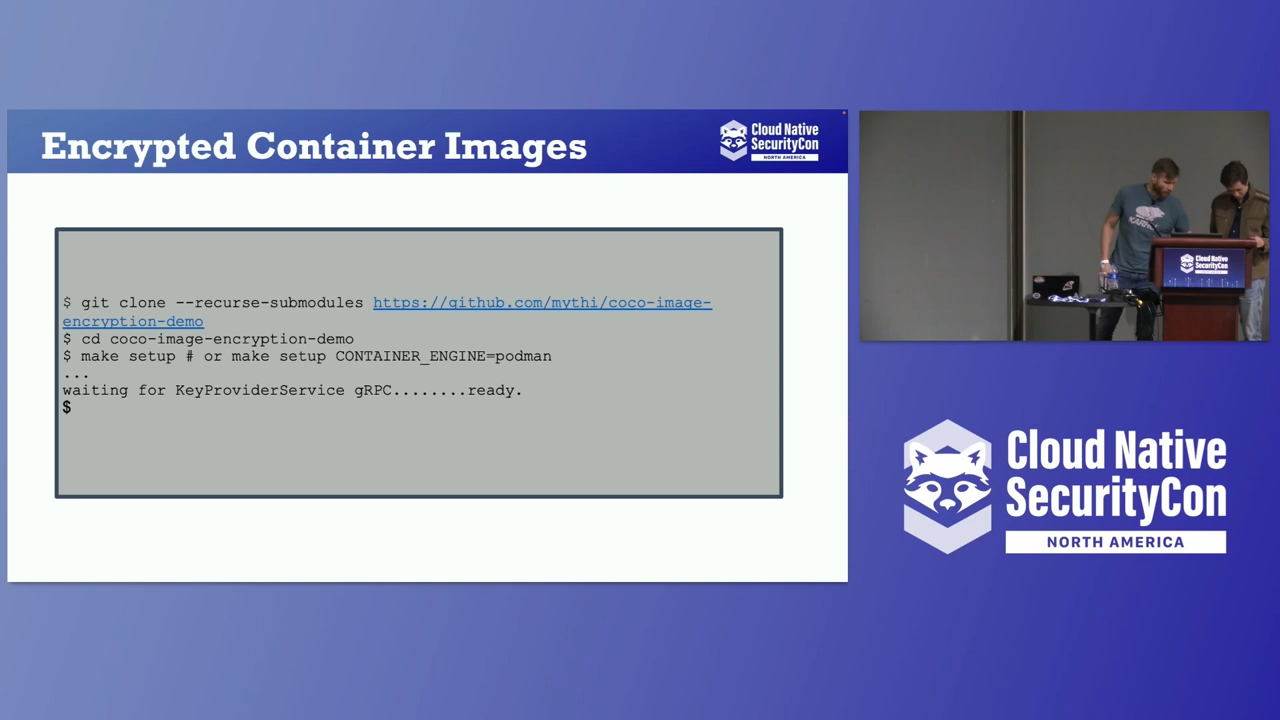 Encrypted Container Images
Cloud Native
SecurityCon
NORTH AMERICA
$ git clone --recurse-submodules https://github.com/mythi/coco-image-
encryption-demo
$ cd coco-image-encryption-demo
$ make setup # or make setup CONTAINER_ENGINE=podman
...
waiting for KeyProviderService gRPC........ready.
$
Cloud Native
SecurityCon
Cloud Native
SecurityCon
NORTH AMERICA